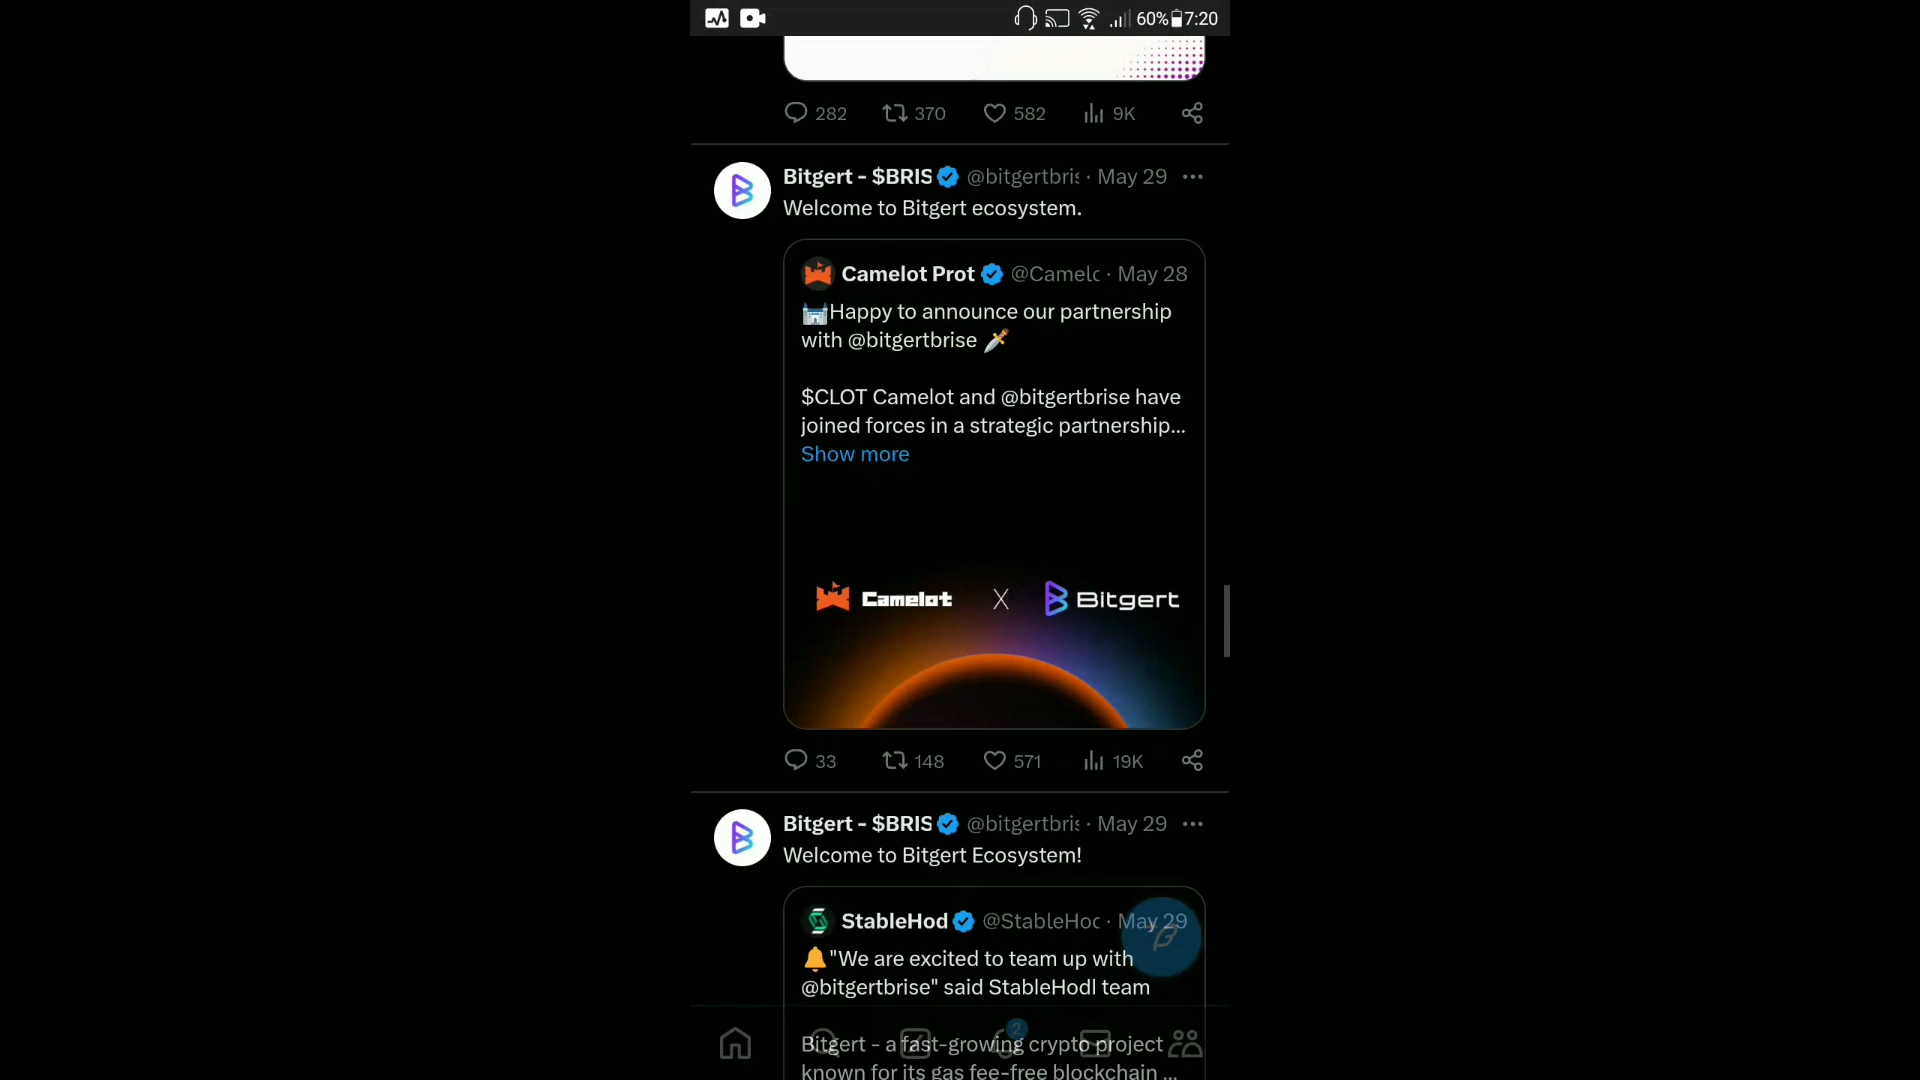 60% 7:20
282 370 582 9K
Bitgert - $BRIS @bitgertbris · May 29
Welcome to Bitgert ecosystem.
Camelot Prot @Camelc · May 28
Happy to announce our partnership
with @bitgertbrise
$CLOT Camelot and @bitgertbrise have
joined forces in a strategic partnership...
Show more
Camelot X Bitgert
33 148 571 19K
Bitgert - $BRIS @bitgertbris · May 29
Welcome to Bitgert Ecosystem!
StableHod @StableHoc · May 29
"We are excited to team up with
@bitgertbrise" said StableHodl team
2
Bitgert - a fast-growing crypto project
known for its gas fee-free blockchain ...